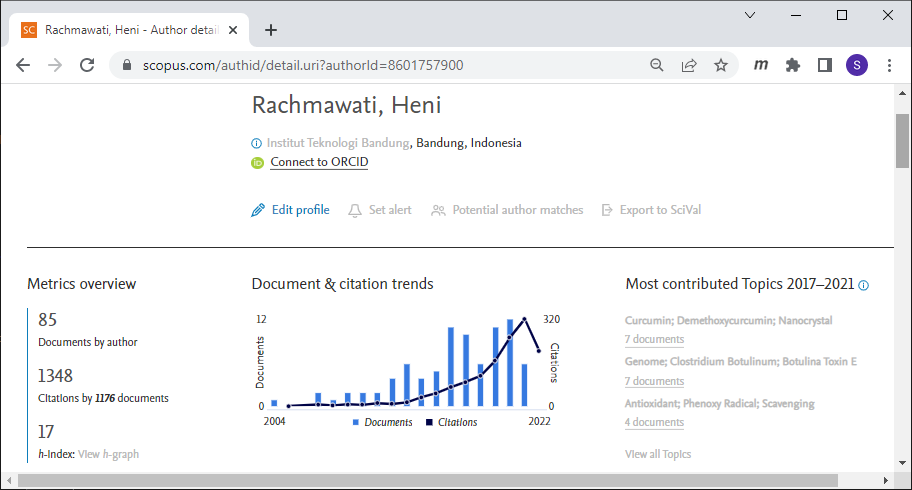 SC Rachmawati, Heni - Author detail
scopus.com/authid/detail.uri?authorId=8601757900
m
S
Rachmawati, Heni
Institut Teknologi Bandung, Bandung, Indonesia
iD Connect to ORCID
Edit profile Set alert Potential author matches Export to SciVal
Metrics overview
85
Documents by author
1348
Citations by 1176 documents
17
h-Index: View h-graph
Document & citation trends
12 320
Documents Citations
0 0
2004 Documents Citations 2022
Most contributed Topics 2017–2021
Curcumin; Demethoxycurcumin; Nanocrystal
7 documents
Genome; Clostridium Botulinum; Botulina Toxin E
7 documents
Antioxidant; Phenoxy Radical; Scavenging
4 documents
View all Topics